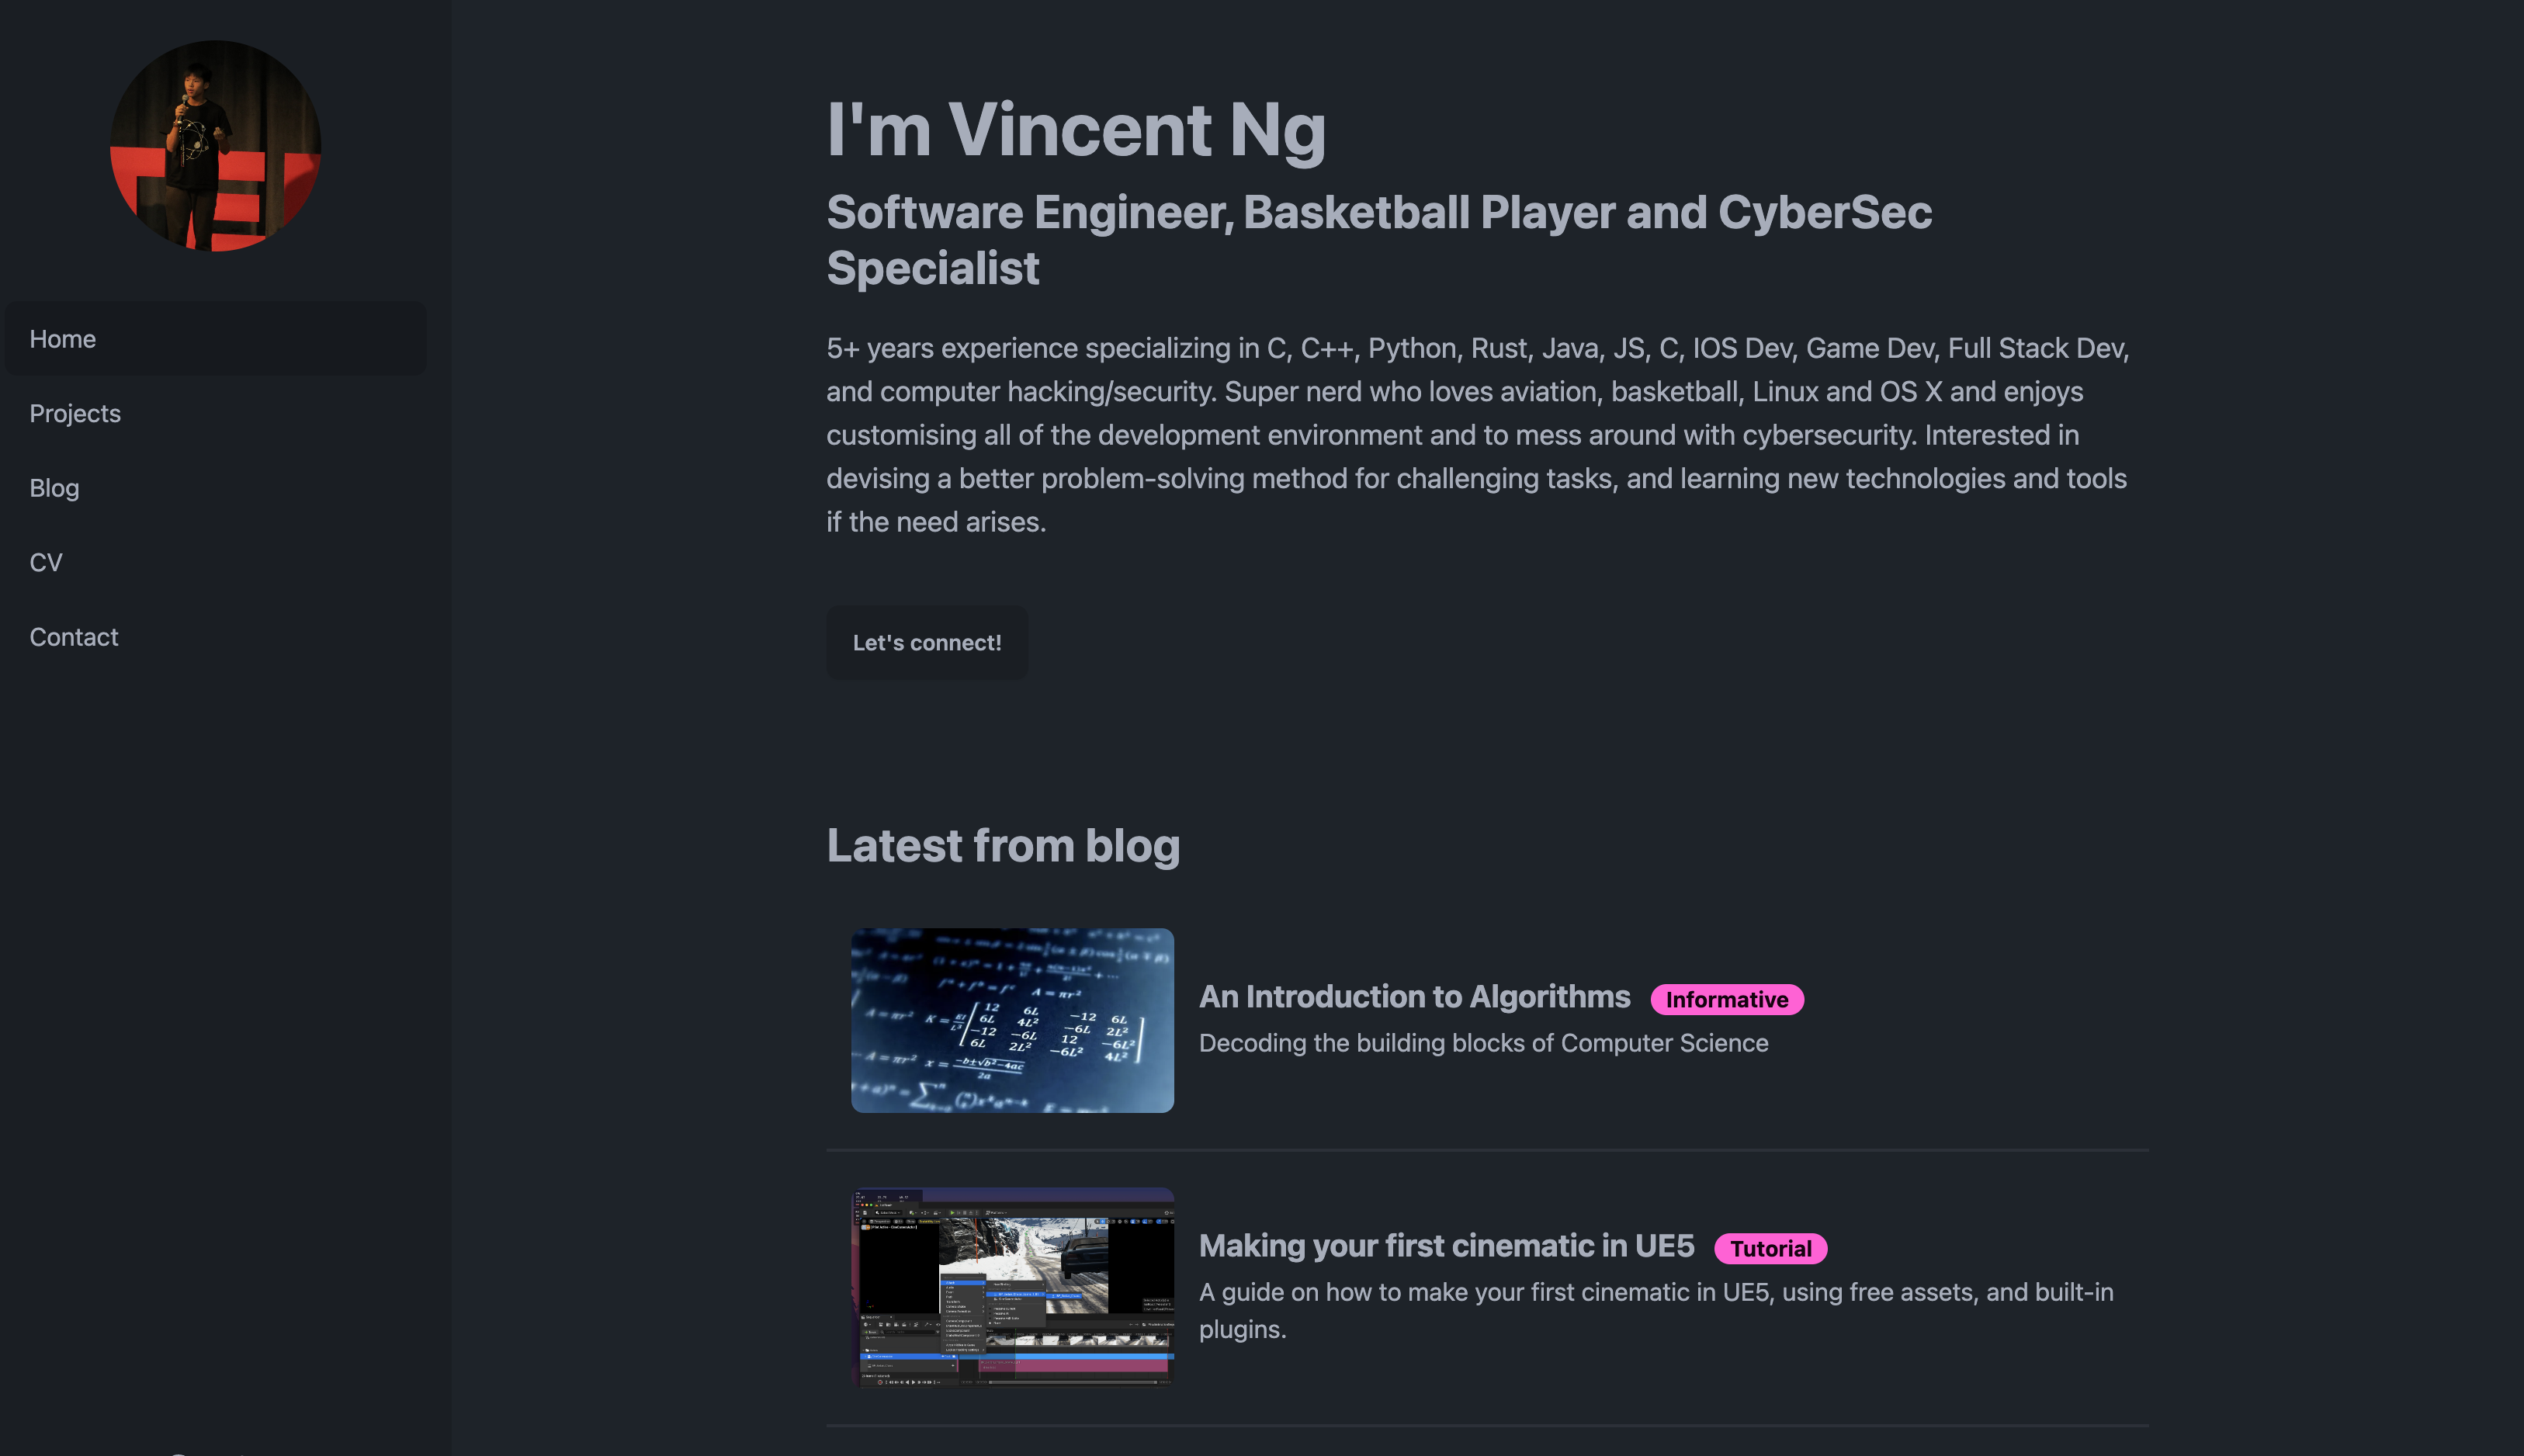 Home
Projects
Blog
CV
Contact
I'm Vincent Ng
Software Engineer, Basketball Player and CyberSec
Specialist
5+ years experience specializing in C, C++, Python, Rust, Java, JS, C, IOS Dev, Game Dev, Full Stack Dev,
and computer hacking/security. Super nerd who loves aviation, basketball, Linux and OS X and enjoys
customising all of the development environment and to mess around with cybersecurity. Interested in
devising a better problem-solving method for challenging tasks, and learning new technologies and tools
if the need arises.
Let's connect!
Latest from blog
An Introduction to Algorithms Informative
Decoding the building blocks of Computer Science
Making your first cinematic in UE5 Tutorial
A guide on how to make your first cinematic in UE5, using free assets, and built-in
plugins.